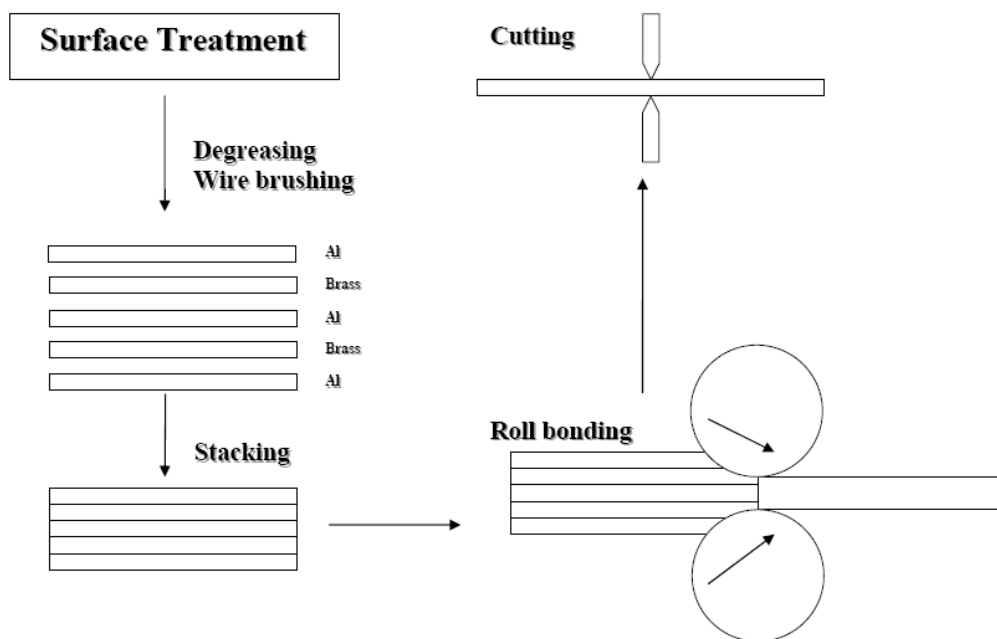 Surface Treatment
Degreasing
Wire brushing
Al
Brass
Al
Brass
Al
Stacking
Roll bonding
Cutting